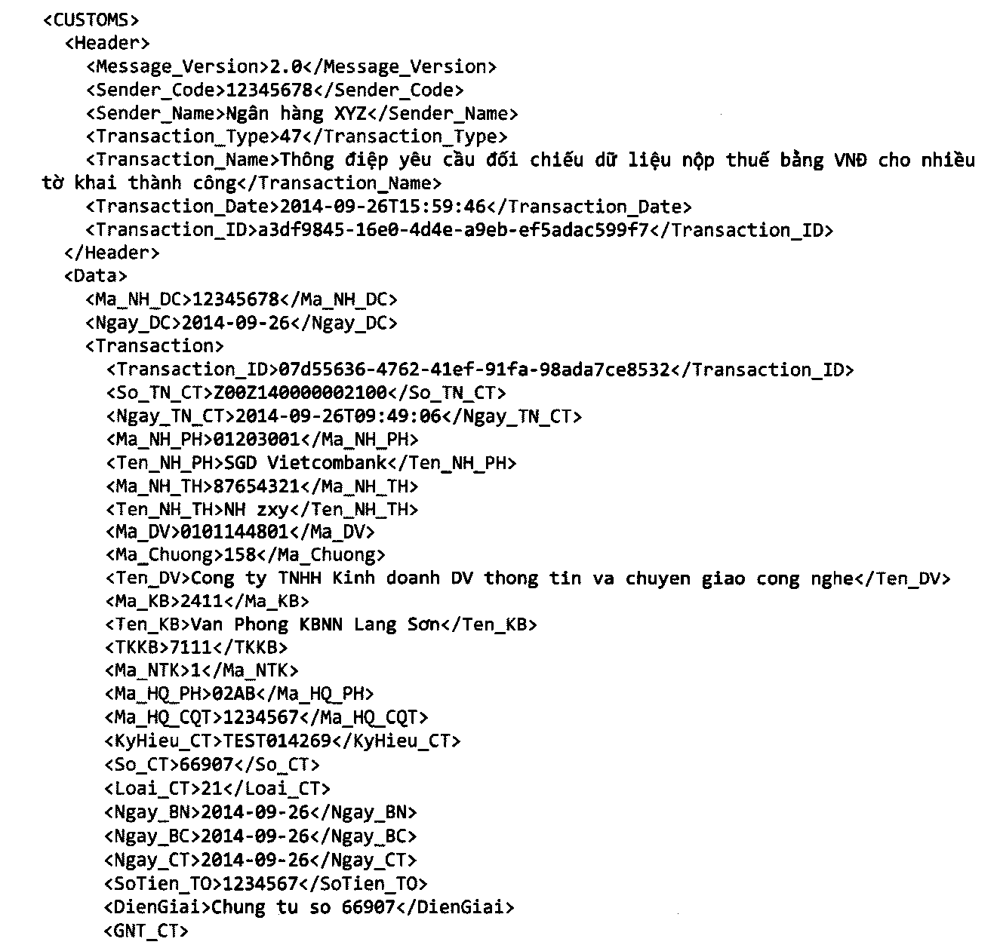 <CUSTOMS>
<Header>
<Message_Version>2.0</Message_Version>
<Sender_Code>12345678</Sender_Code>
<Sender_Name>Ngân hàng XYZ</Sender_Name>
<Transaction_Type>47</Transaction_Type>
<Transaction_Name>Thông điệp yêu cầu đối chiếu dữ liệu nộp thuế bằng VNĐ cho nhiều
tờ khai thành công</Transaction_Name>
<Transaction_Date>2014-09-26T15:59:46</Transaction_Date>
<Transaction_ID>a3df9845-16e0-4d4e-a9eb-ef5adac599f7</Transaction_ID>
</Header>
<Data>
<Ma_NH_DC>12345678</Ma_NH_DC>
<Ngay_DC>2014-09-26</Ngay_DC>
<Transaction>
<Transaction_ID>07d55636-4762-41ef-91fa-98ada7ce8532</Transaction_ID>
<So_TN_CT>Z00Z140000002100</So_TN_CT>
<Ngay_TN_CT>2014-09-26T09:49:06</Ngay_TN_CT>
<Ma_NH_PH>01203001</Ma_NH_PH>
<Ten_NH_PH>SGD Vietcombank</Ten_NH_PH>
<Ma_NH_TH>87654321</Ma_NH_TH>
<Ten_NH_TH>NH zxy</Ten_NH_TH>
<Ma_DV>0101144801</Ma_DV>
<Ma_Chuong>158</Ma_Chuong>
<Ten_DV>Cong ty TNHH Kinh doanh DV thong tin va chuyen giao cong nghe</Ten_DV>
<Ma_KB>2411</Ma_KB>
<Ten_KB>Van Phong KBNN Lang Sơn</Ten_KB>
<TKKB>7111</TKKB>
<Ma_NTK>1</Ma_NTK>
<Ma_HQ_PH>02AB</Ma_HQ_PH>
<Ma_HQ_CQT>1234567</Ma_HQ_CQT>
<KyHieu_CT>TEST014269</KyHieu_CT>
<So_CT>66907</So_CT>
<Loai_CT>21</Loai_CT>
<Ngay_BN>2014-09-26</Ngay_BN>
<Ngay_BC>2014-09-26</Ngay_BC>
<Ngay_CT>2014-09-26</Ngay_CT>
<SoTien_TO>1234567</SoTien_TO>
<DienGiai>Chung tu so 66907</DienGiai>
<GNT_CT>